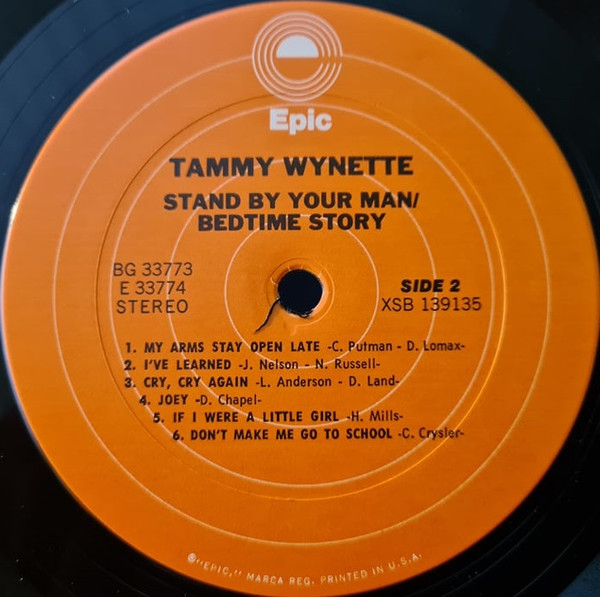 Epic
TAMMY WYNETTE
STAND BY YOUR MAN/
BEDTIME STORY
BG 33773
E 33774
STEREO
SIDE 2
XSB 139135
1. MY ARMS STAY OPEN LATE -C. Putman - D. Lomax-
2. I'VE LEARNED -J. Nelson - N. Russell-
3. CRY, CRY AGAIN -L. Anderson - D. Land-
4. JOEY -D. Chapel-
5. IF I WERE A LITTLE GIRL -H. Mills-
6. DON'T MAKE ME GO TO SCHOOL -C. Crysler-
®"EPIC," MARCA REG. PRINTED IN U.S.A.